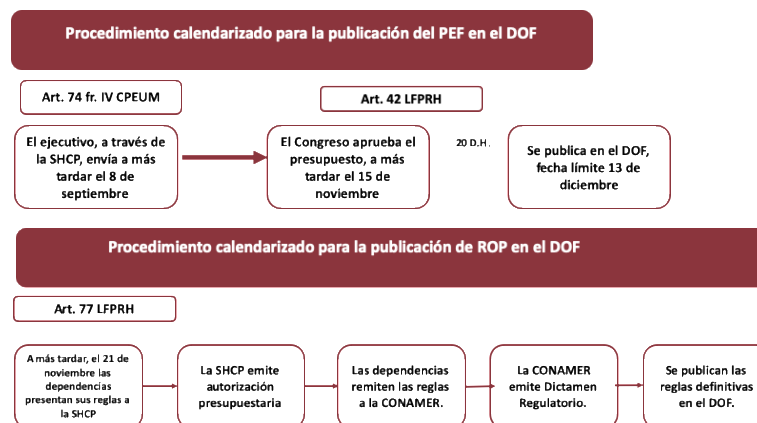 Procedimiento calendarizado para la publicación del PEF en el DOF
Art. 74 fr. IV CPEUM
Art. 42 LFPRH
El ejecutivo, a través de
la SHCP, envía a más
tardar el 8 de
septiembre
El Congreso aprueba el
presupuesto, a más
tardar el 15 de
noviembre
20 D.H.
Se publica en el DOF,
fecha límite 13 de
diciembre
Procedimiento calendarizado para la publicación de ROP en el DOF
Art. 77 LFPRH
A más tardar, el 21 de
noviembre las
dependencias
presentan sus reglas a
la SHCP
La SHCP emite
autorización
presupuestaria
Las dependencias
remiten las reglas
a la CONAMER.
La CONAMER
emite Dictamen
Regulatorio.
Se publican las
reglas definitivas
en el DOF.